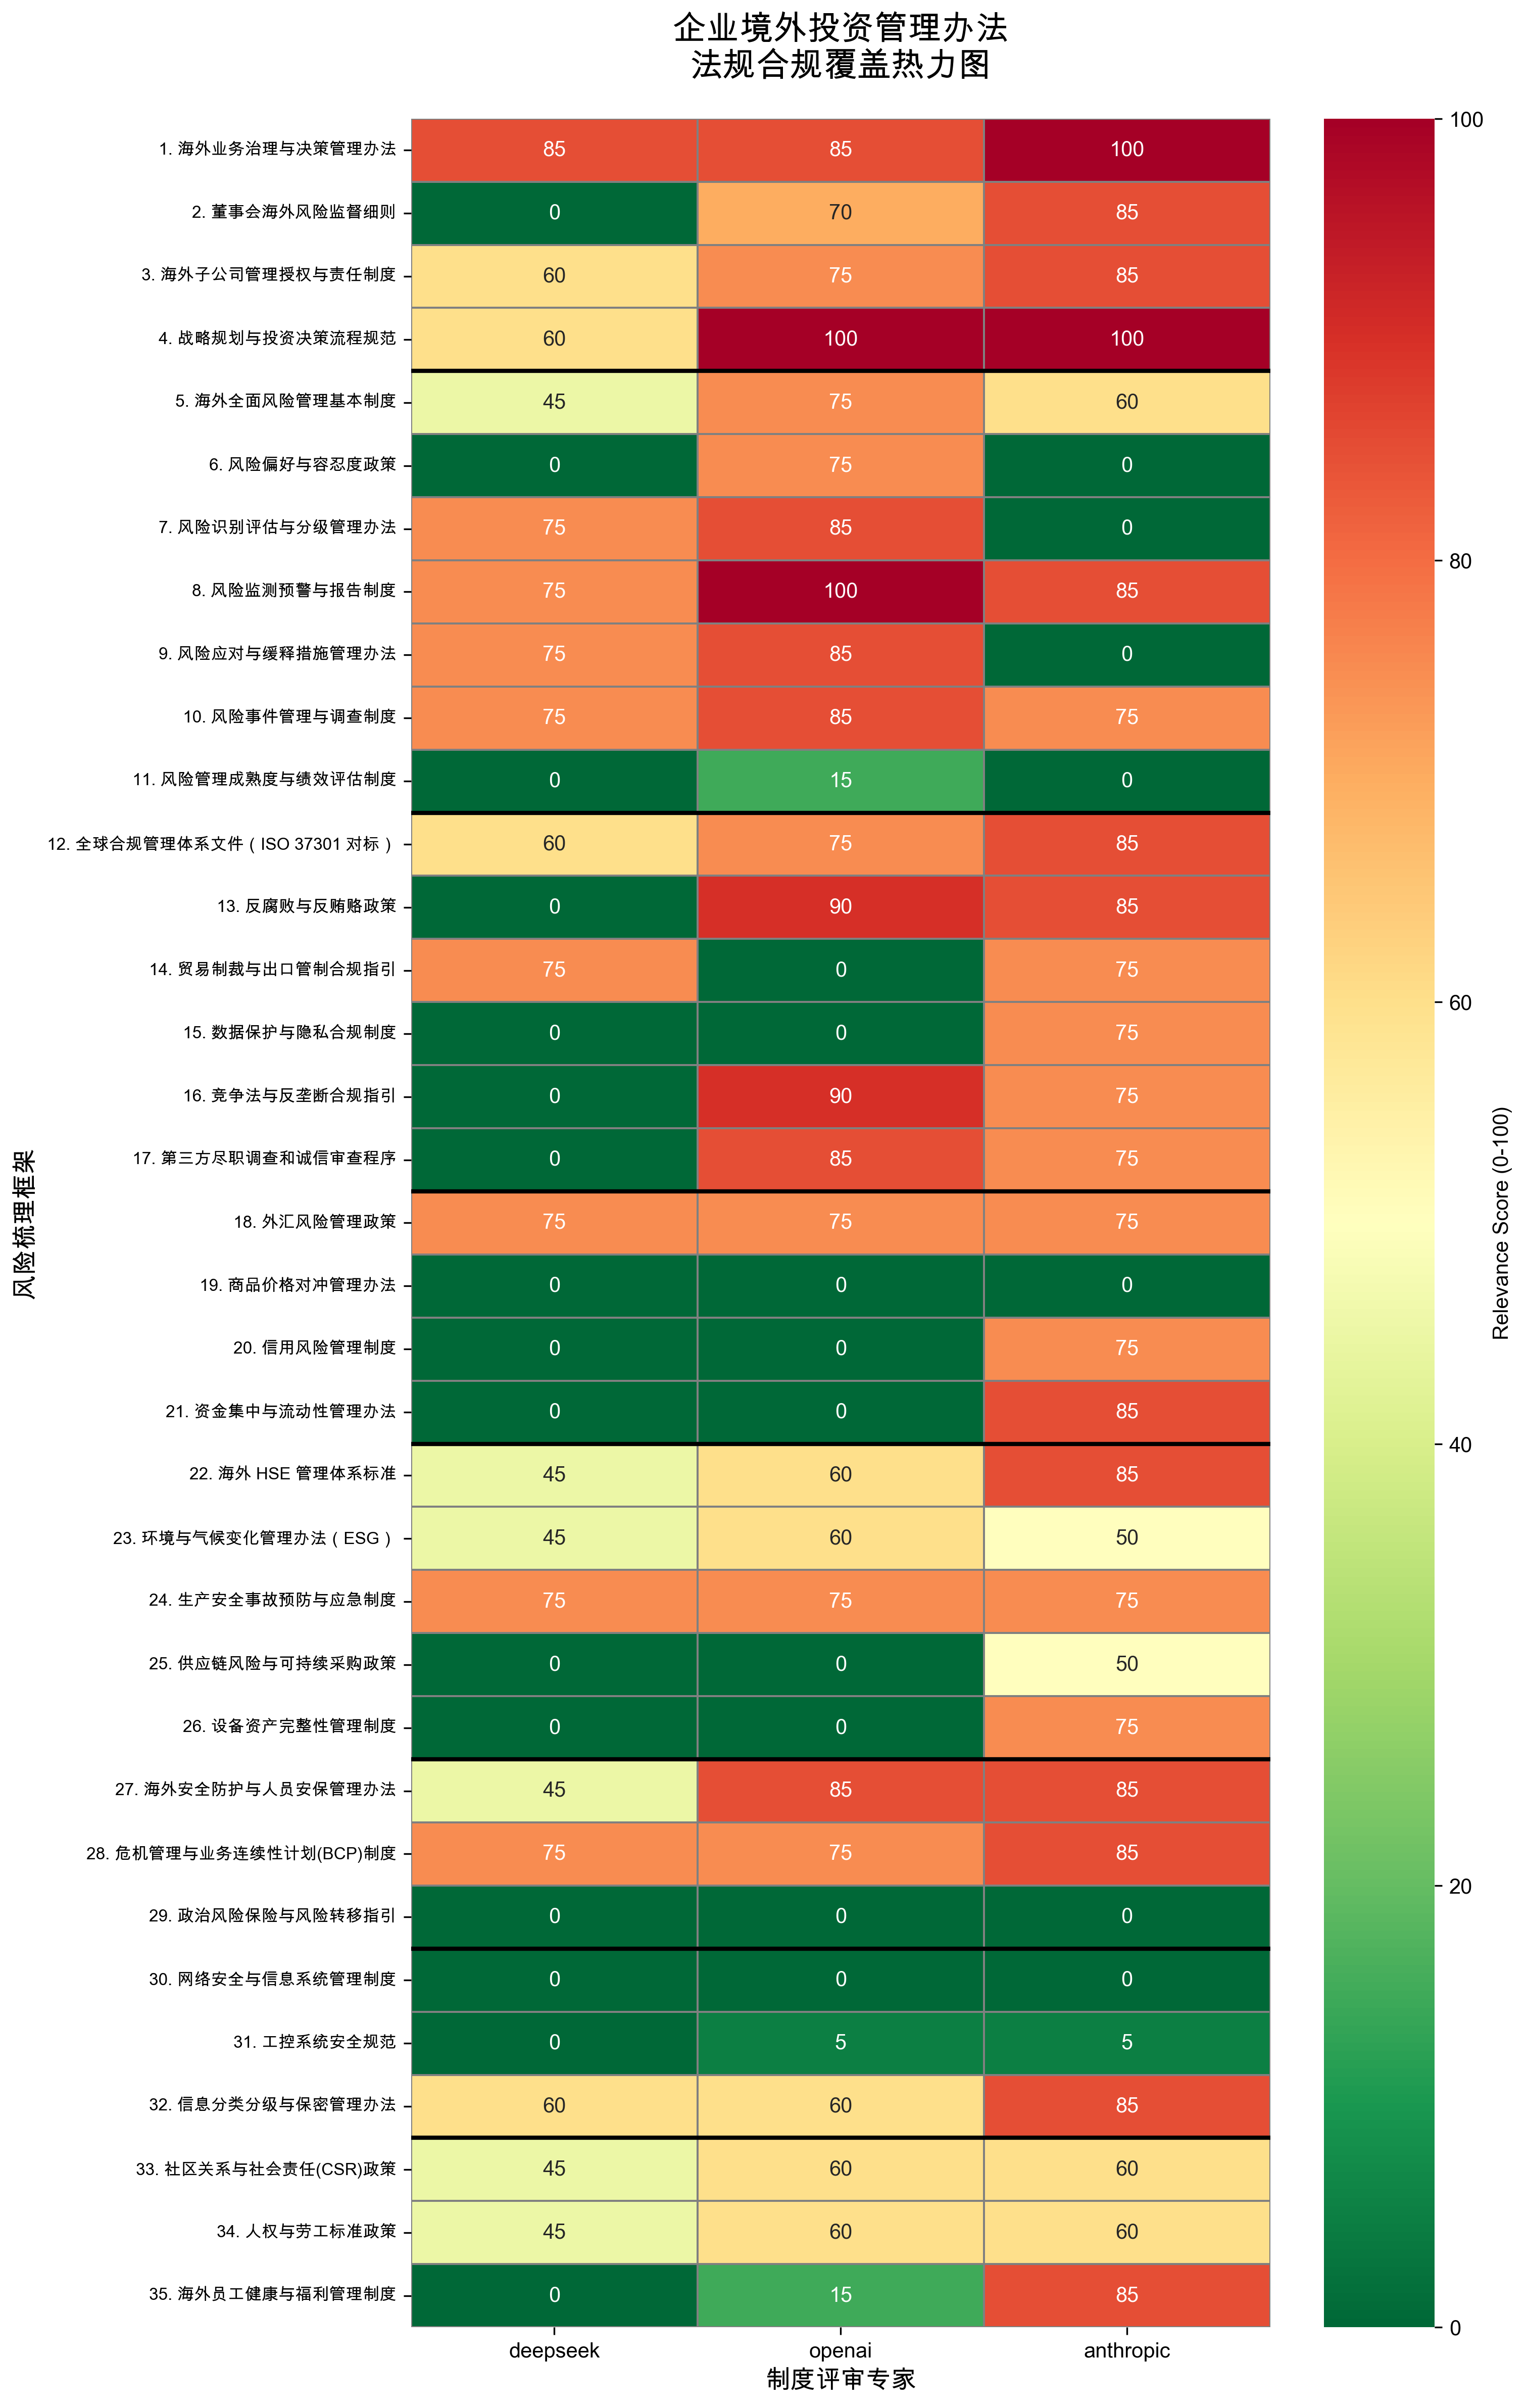 企业境外投资管理办法
法规合规覆盖热力图
风险梳理框架
1. 海外业务治理与决策管理办法 85 85 100
2. 董事会海外风险监督细则 0 70 85
3. 海外子公司管理授权与责任制度 60 75 85
4. 战略规划与投资决策流程规范 60 100 100
5. 海外全面风险管理基本制度 45 75 60
6. 风险偏好与容忍度政策 0 75 0
7. 风险识别评估与分级管理办法 75 85 0
8. 风险监测预警与报告制度 75 100 85
9. 风险应对与缓释措施管理办法 75 85 0
10. 风险事件管理与调查制度 75 85 75
11. 风险管理成熟度与绩效评估制度 0 15 0
12. 全球合规管理体系文件（ISO 37301 对标） 60 75 85
13. 反腐败与反贿赂政策 0 90 85
14. 贸易制裁与出口管制合规指引 75 0 75
15. 数据保护与隐私合规制度 0 0 75
16. 竞争法与反垄断合规指引 0 90 75
17. 第三方尽职调查和诚信审查程序 0 85 75
18. 外汇风险管理政策 75 75 75
19. 商品价格对冲管理办法 0 0 0
20. 信用风险管理制度 0 0 75
21. 资金集中与流动性管理办法 0 0 85
22. 海外 HSE 管理体系标准 45 60 85
23. 环境与气候变化管理办法（ESG） 45 60 50
24. 生产安全事故预防与应急制度 75 75 75
25. 供应链风险与可持续采购政策 0 0 50
26. 设备资产完整性管理制度 0 0 75
27. 海外安全防护与人员安保管理办法 45 85 85
28. 危机管理与业务连续性计划(BCP)制度 75 75 85
29. 政治风险保险与风险转移指引 0 0 0
30. 网络安全与信息系统管理制度 0 0 0
31. 工控系统安全规范 0 5 5
32. 信息分类分级与保密管理办法 60 60 85
33. 社区关系与社会责任(CSR)政策 45 60 60
34. 人权与劳工标准政策 45 60 60
35. 海外员工健康与福利管理制度 0 15 85
deepseek openai anthropic
制度评审专家
100
80
60
40
20
0
Relevance Score (0-100)